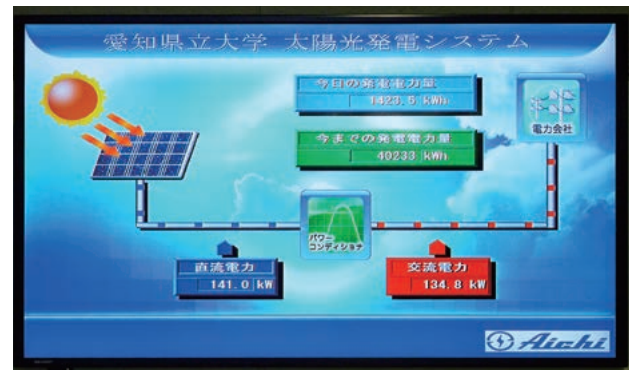 愛知県立大学 太陽光発電システム
今日の発電電力量
1423.5 kWh
今までの発電電力量
40233 kWh
電力会社
パワー
コンディショナ
直流電力
141.0 kW
交流電力
134.8 kW
Aichi